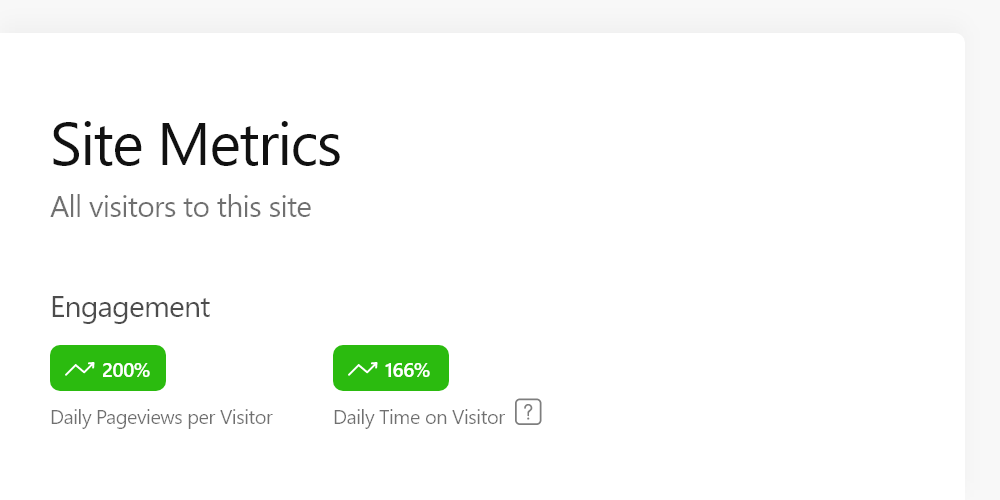 Site Metrics
All visitors to this site
Engagement
200%
166%
Daily Pageviews per Visitor
Daily Time on Visitor ?